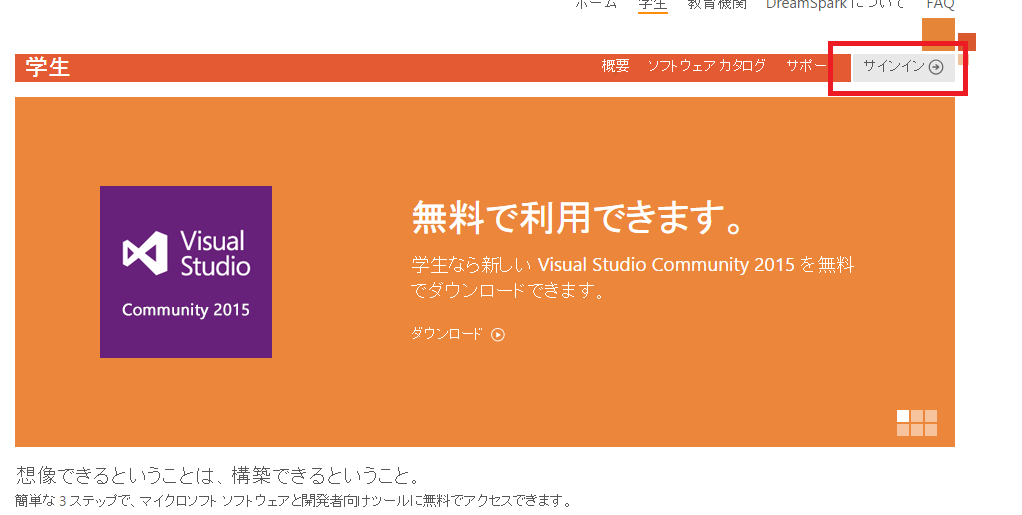 ホーム 学生 教育機関 DreamSpark について FAQ
学生 概要 ソフトウェア カタログ サポー サインイン
Visual
Studio
Community 2015
無料で利用できます。
学生なら新しい Visual Studio Community 2015 を無料
でダウンロードできます。
ダウンロード
想像できるということは、構築できるということ。
簡単な 3 ステップで、マイクロソフト ソフトウェアと開発者向けツールに無料でアクセスできます。